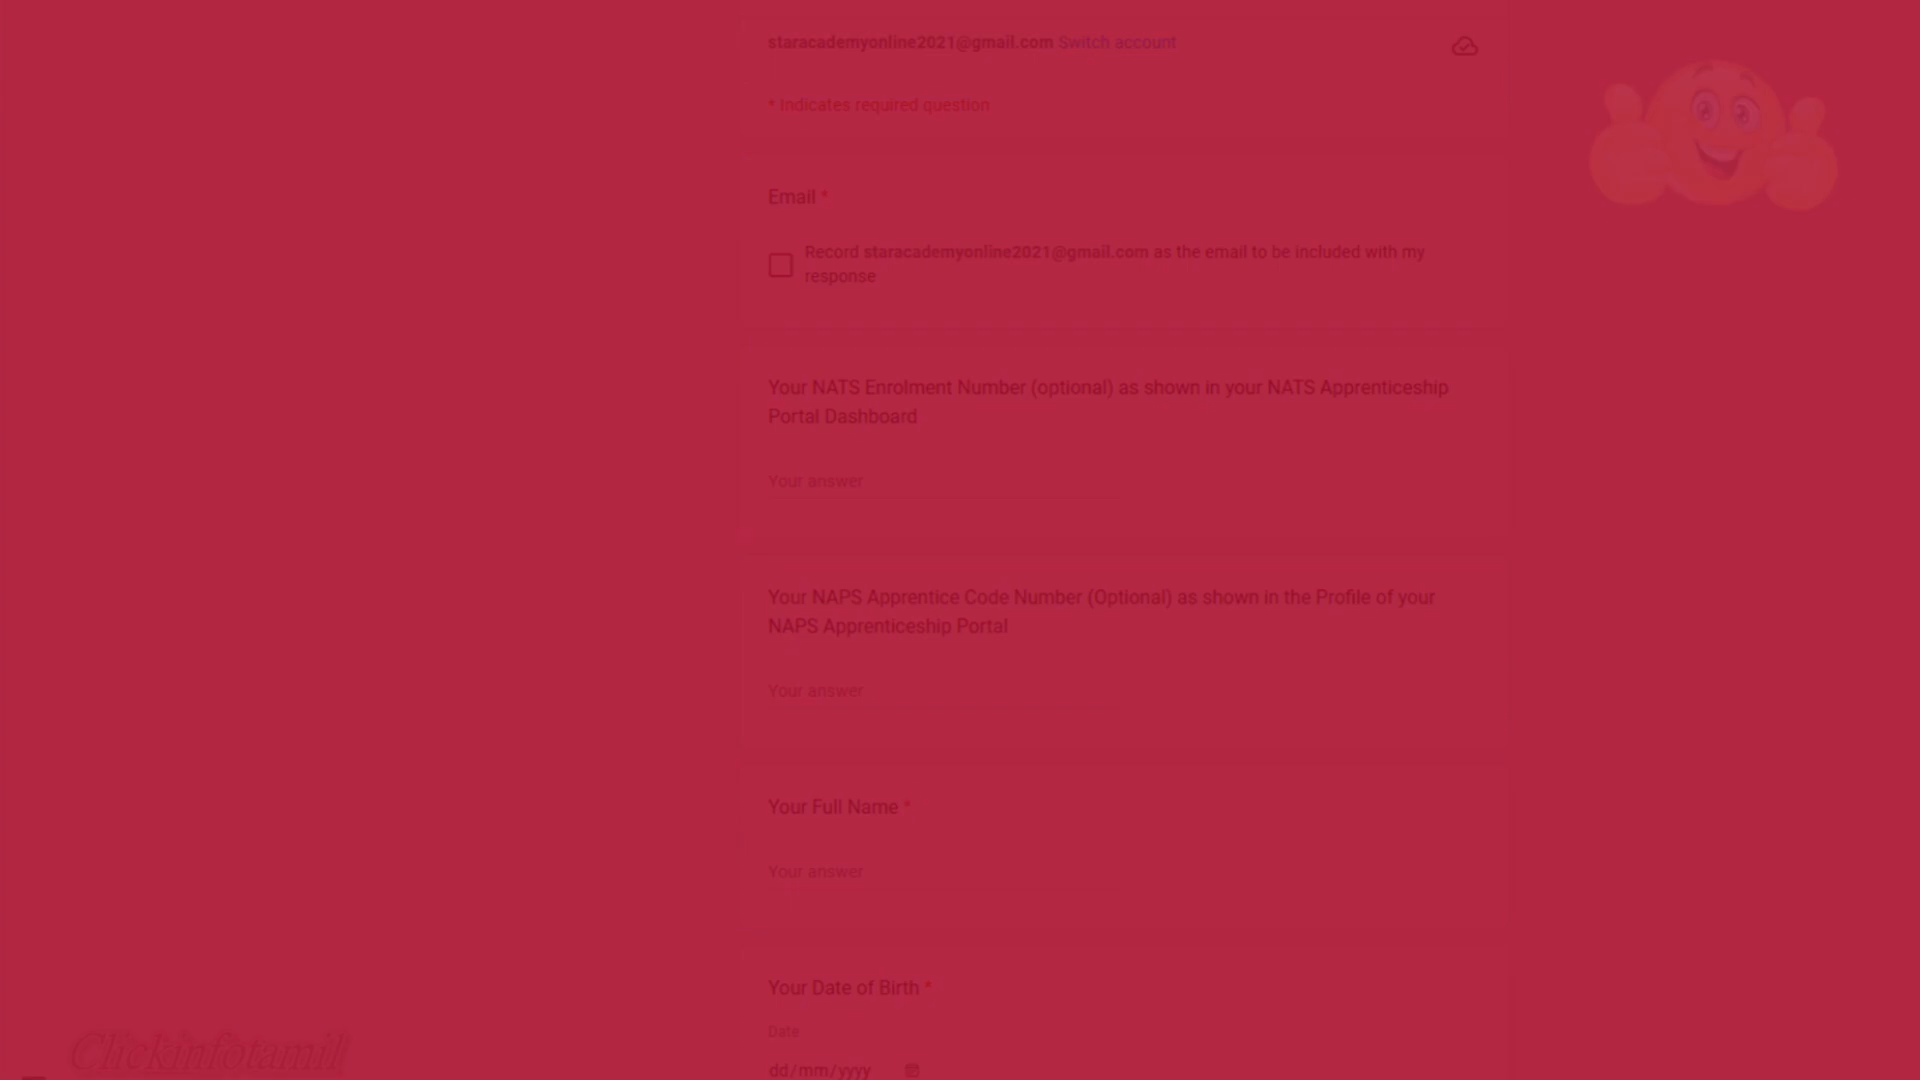 staracademyonline2021@gmail.com Switch account
* Indicates required question
Email *
Record staracademyonline2021@gmail.com as the email to be included with my
response
Your NATS Enrolment Number (optional) as shown in your NATS Apprenticeship
Portal Dashboard
Your answer
Your NAPS Apprentice Code Number (Optional) as shown in the Profile of your
NAPS Apprenticeship Portal
Your answer
Your Full Name *
Your answer
Your Date of Birth *
Date
dd/mm/yyyy
Clickinfotamil